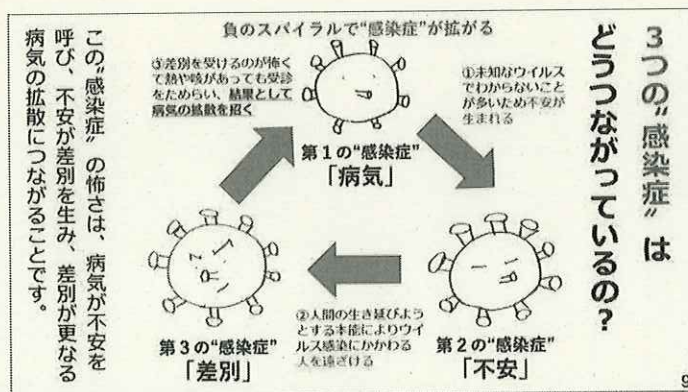 3つの“感染症”は
どうつながっているの？
負のスパイラルで“感染症”が拡がる
①未知なウイルス
でわからないこと
が多いため不安が
生まれる
第1の“感染症”
「病気」
第2の“感染症”
「不安」
②人間の生き延びよう
とする本能によりウイ
ルス感染にかかわる
人を遠ざける
第3の“感染症”
「差別」
③差別を受けるのが怖く
て熱や咳があっても受診
をためらい、結果として
病気の拡散を招く
この“感染症”の怖さは、病気が不安を
呼び、不安が差別を生み、差別が更なる
病気の拡散につながることです。
9